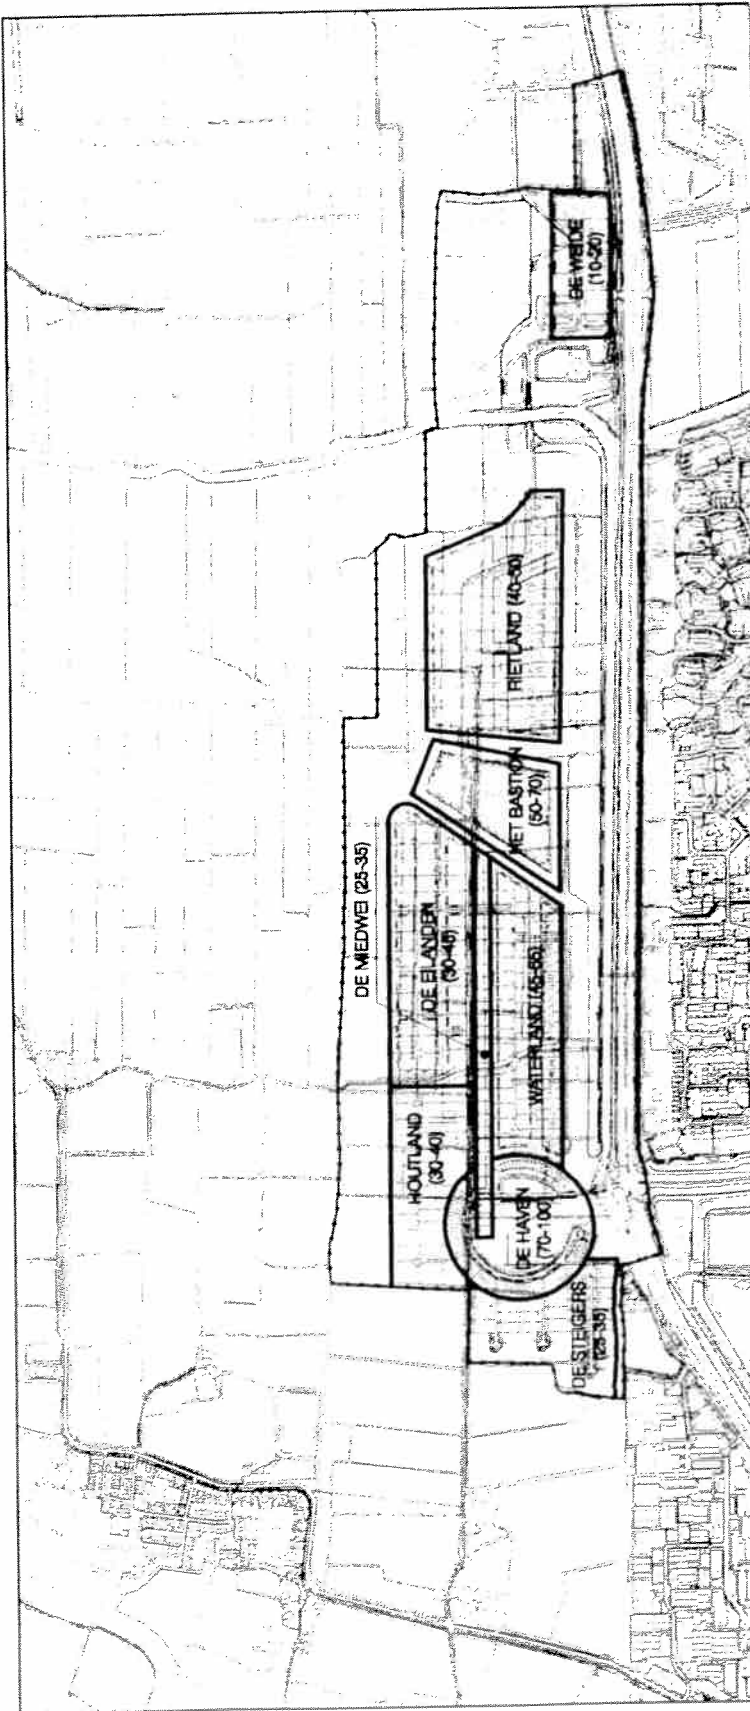 DE MIEDWEI (25-35)
HOUTLAND
(30-40)
DE EILANDEN
(30-45)
WATERLAND (45-65)
HET BASTION
(50-70)
RIETLAND (40-50)
DE WEIDE
(10-20)
DE HAVEN
(70-100)
DE STEIGERS
(25-35)